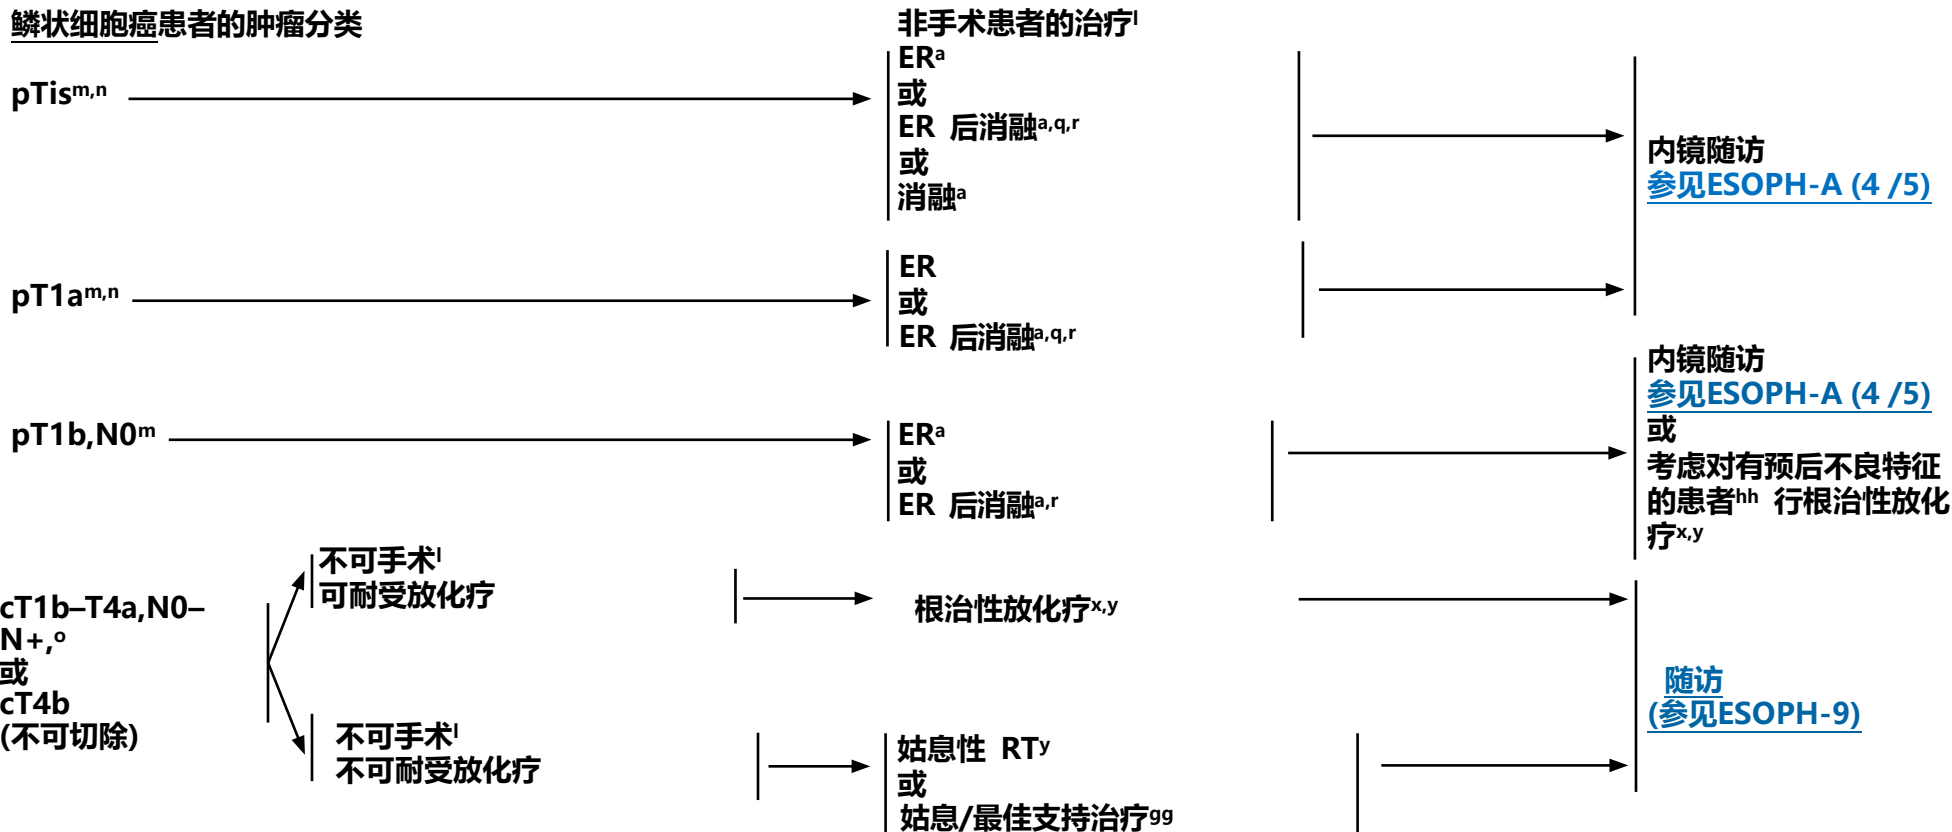 鳞状细胞癌患者的肿瘤分类
非手术患者的治疗l
pTism,n
ERa
或
ER 后消融a,q,r
或
消融a
内镜随访
参见ESOPH-A (4 /5)
pT1am,n
ER
或
ER 后消融a,q,r
pT1b,N0m
ERa
或
ER 后消融a,r
内镜随访
参见ESOPH-A (4 /5)
或
考虑对有预后不良特征
的患者hh 行根治性放化
疗x,y
cT1b–T4a,N0–
N+,o
或
cT4b
(不可切除)
不可手术l
可耐受放化疗
根治性放化疗x,y
不可手术l
不可耐受放化疗
姑息性 RTy
或
姑息/最佳支持治疗gg
随访
(参见ESOPH-9)